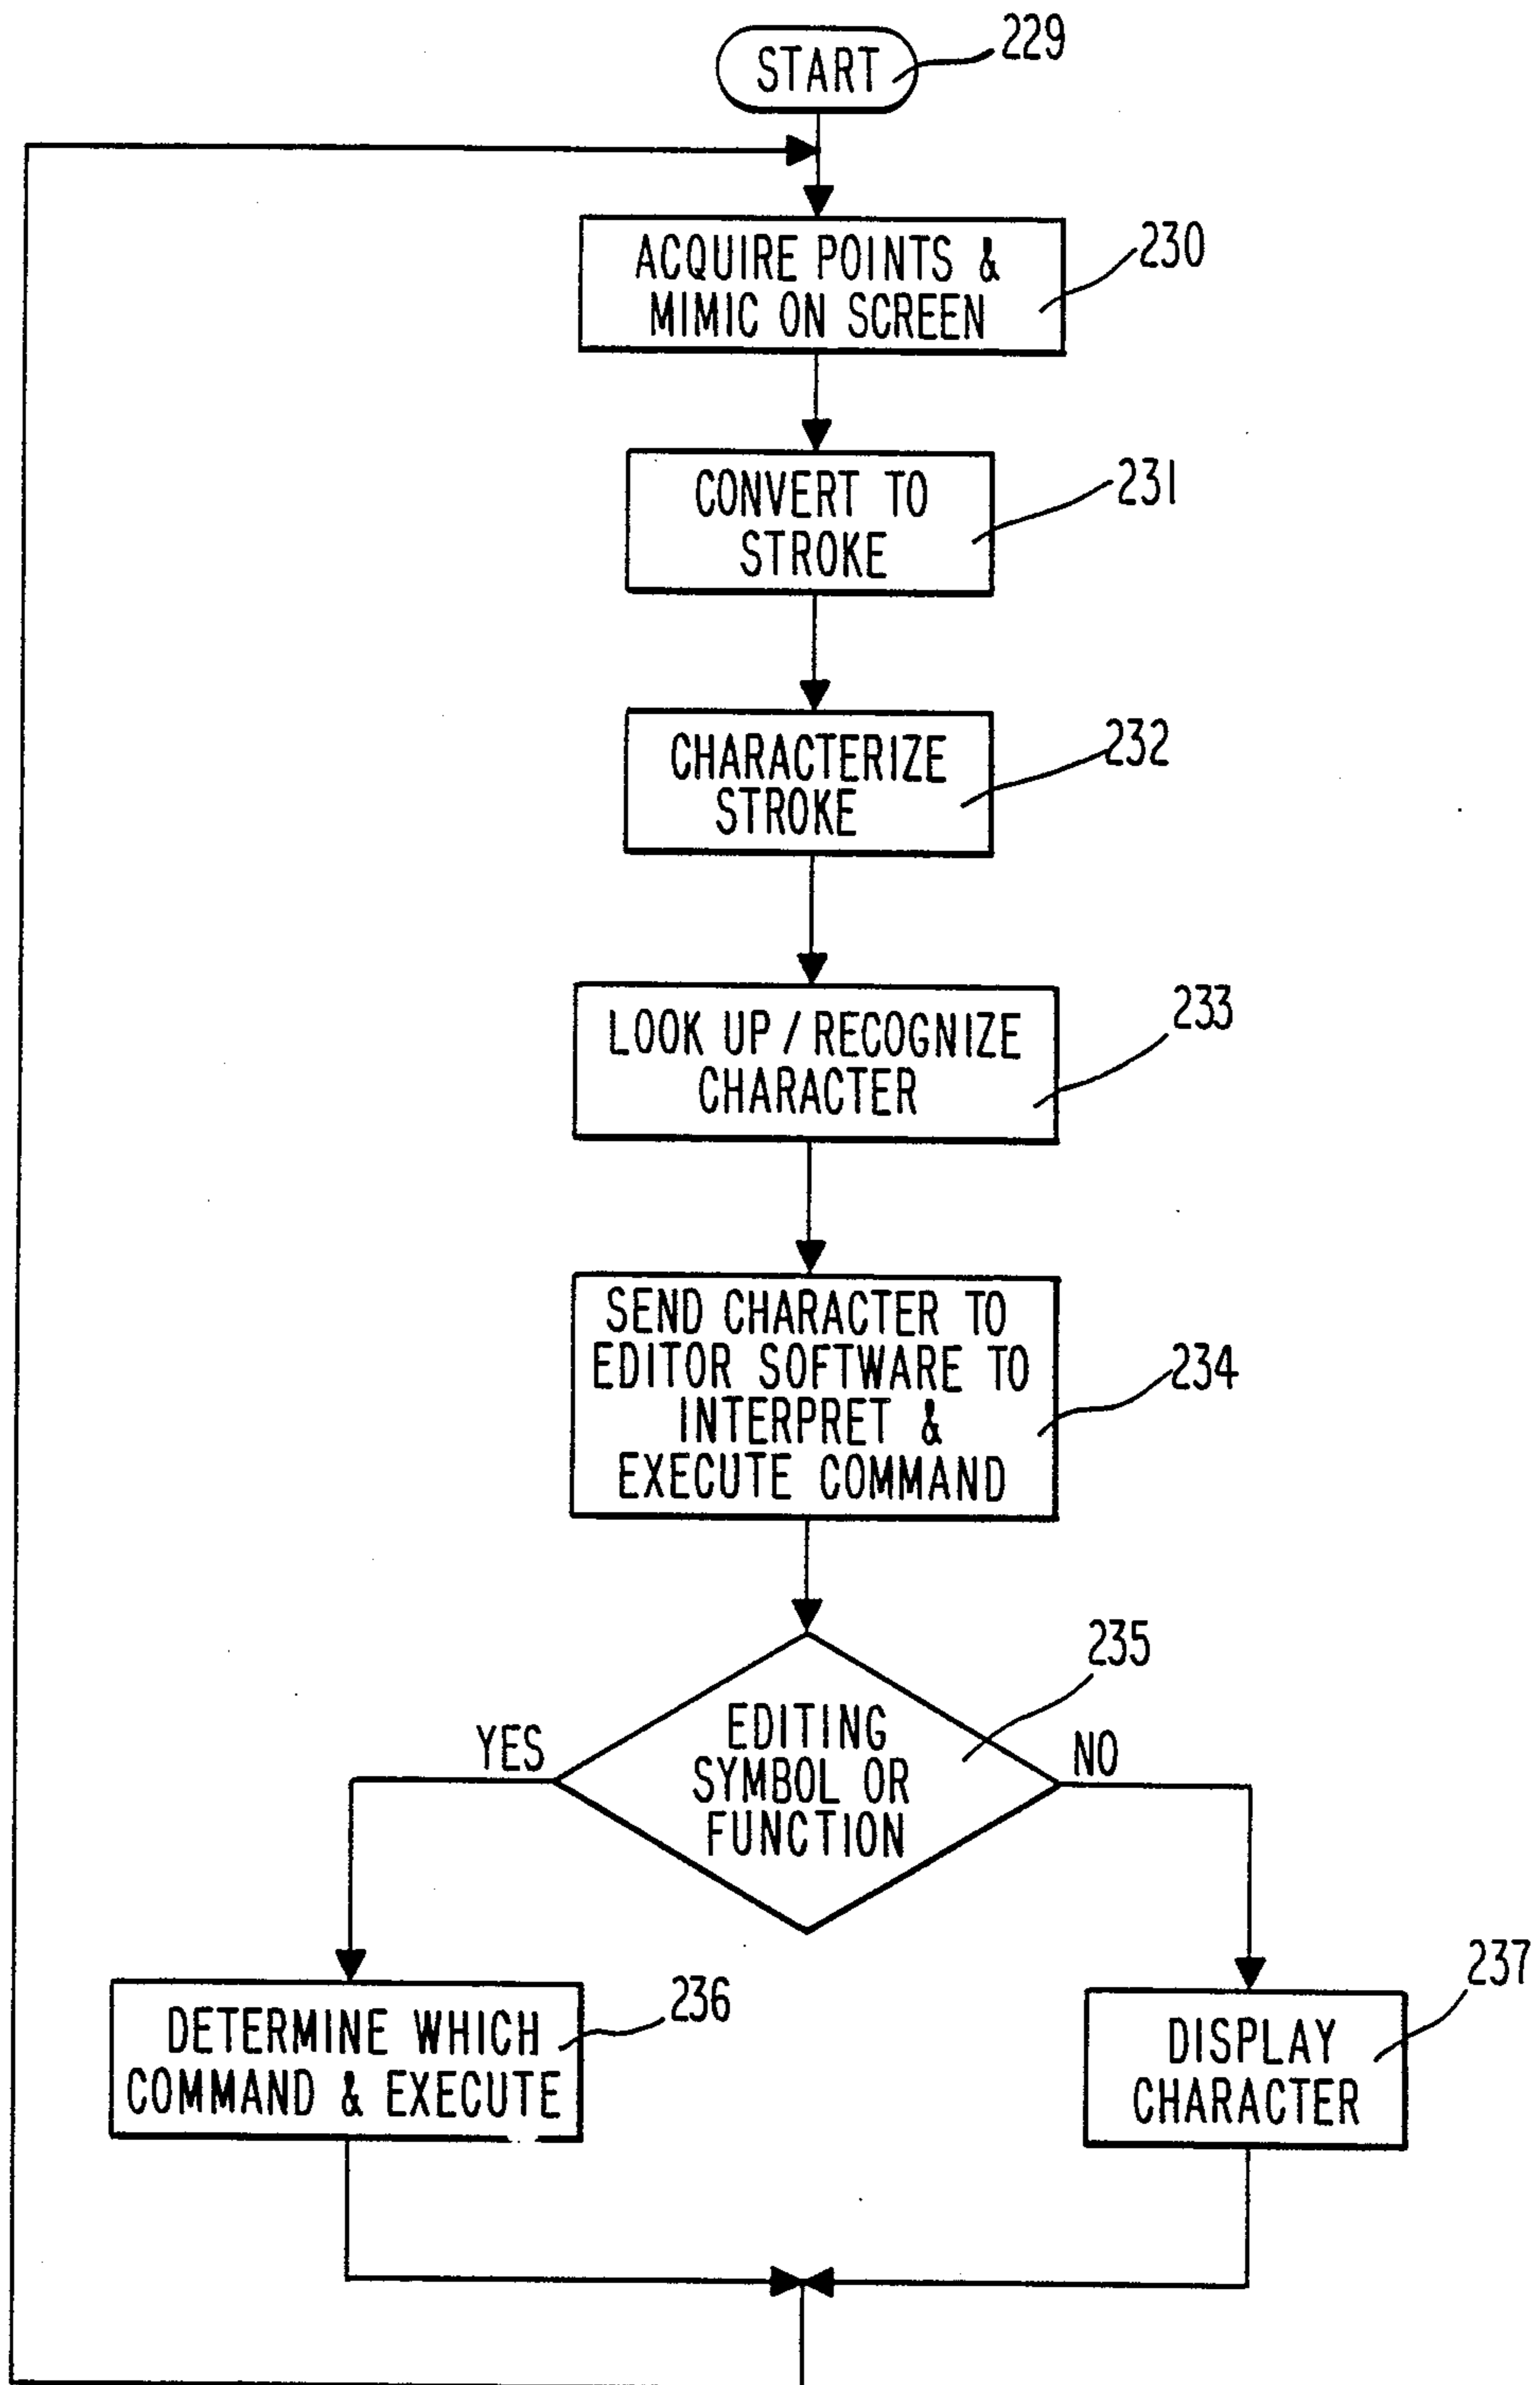 START
229
ACQUIRE POINTS &
MIMIC ON SCREEN
230
CONVERT TO
STROKE
231
CHARACTERIZE
STROKE
232
LOOK UP / RECOGNIZE
CHARACTER
233
SEND CHARACTER TO
EDITOR SOFTWARE TO
INTERPRET &
EXECUTE COMMAND
234
EDITING
SYMBOL OR
FUNCTION
235
YES
NO
DETERMINE WHICH
COMMAND & EXECUTE
236
DISPLAY
CHARACTER
237